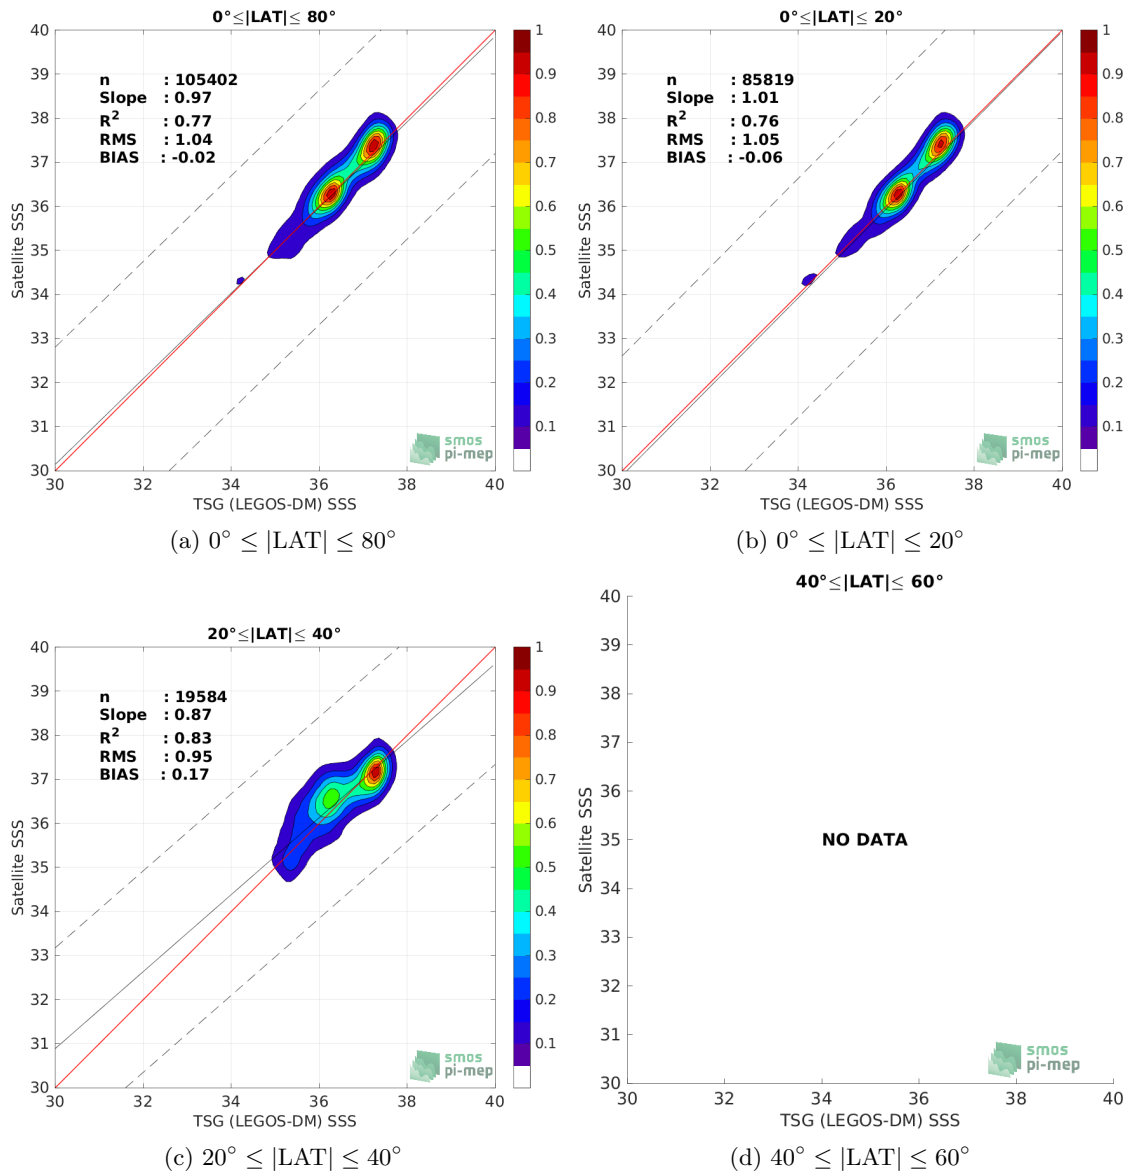 0°≤|LAT|≤ 80°
n : 105402
Slope : 0.97
R² : 0.77
RMS : 1.04
BIAS : -0.02
Satellite SSS
40
39
38
37
36
35
34
33
32
31
30
30 32 34 36 38 40
TSG (LEGOS-DM) SSS
1
0.9
0.8
0.7
0.6
0.5
0.4
0.3
0.2
0.1
smos
pi-mep
(a) 0° ≤ |LAT| ≤ 80°
0°≤|LAT|≤ 20°
n : 85819
Slope : 1.01
R² : 0.76
RMS : 1.05
BIAS : -0.06
Satellite SSS
40
39
38
37
36
35
34
33
32
31
30
30 32 34 36 38 40
TSG (LEGOS-DM) SSS
1
0.9
0.8
0.7
0.6
0.5
0.4
0.3
0.2
0.1
smos
pi-mep
(b) 0° ≤ |LAT| ≤ 20°
20°≤|LAT|≤ 40°
n : 19584
Slope : 0.87
R² : 0.83
RMS : 0.95
BIAS : 0.17
Satellite SSS
40
39
38
37
36
35
34
33
32
31
30
30 32 34 36 38 40
TSG (LEGOS-DM) SSS
1
0.9
0.8
0.7
0.6
0.5
0.4
0.3
0.2
0.1
smos
pi-mep
(c) 20° ≤ |LAT| ≤ 40°
40°≤|LAT|≤ 60°
Satellite SSS
40
39
38
37
36
35
34
33
32
31
30
NO DATA
30 32 34 36 38 40
TSG (LEGOS-DM) SSS
smos
pi-mep
(d) 40° ≤ |LAT| ≤ 60°